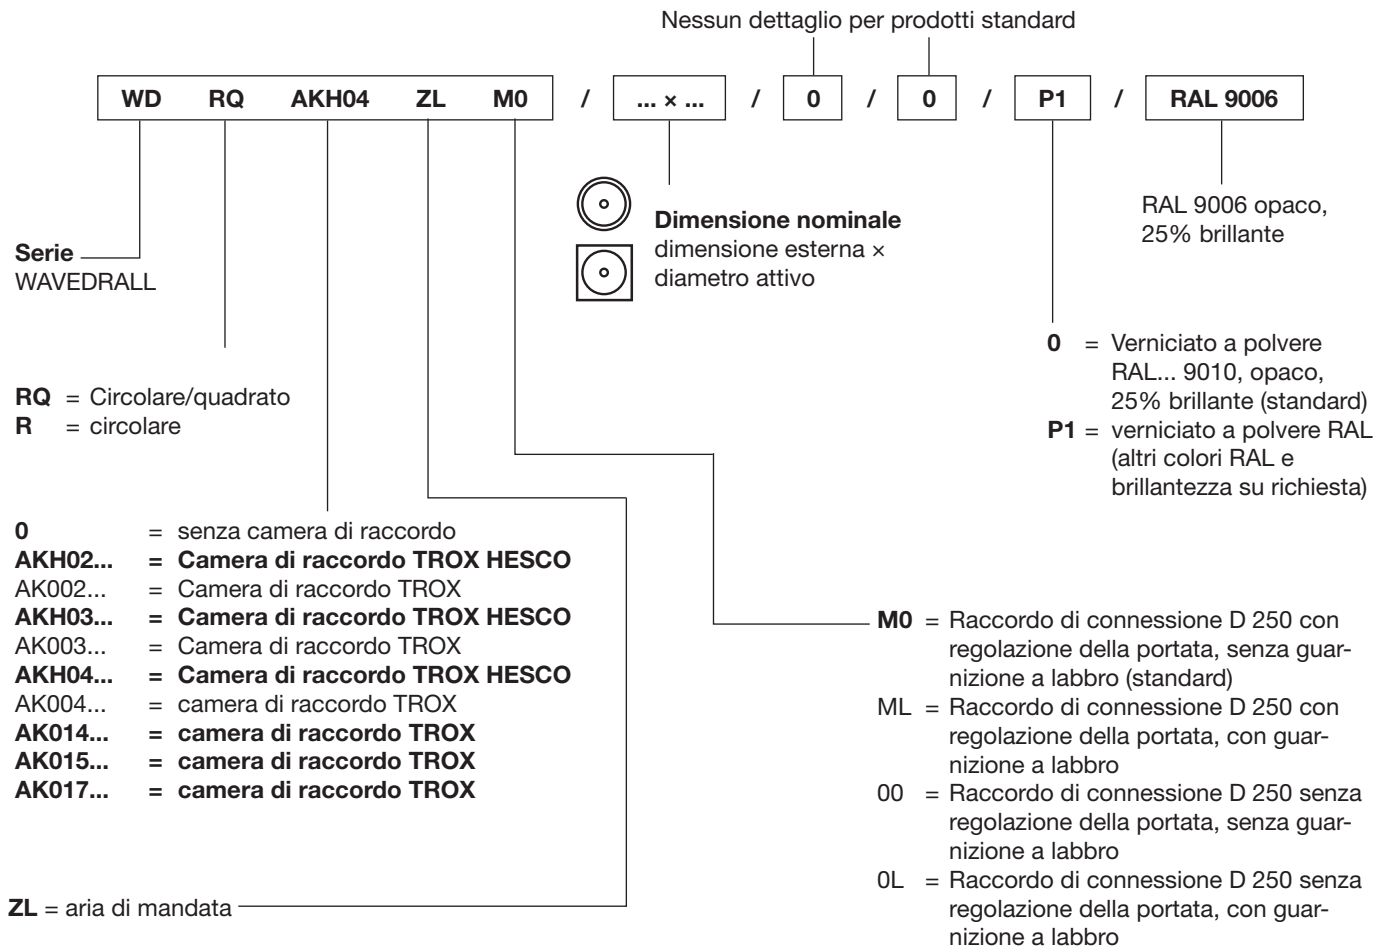 Nessun dettaglio per prodotti standard
WD RQ AKH04 ZL M0 / ... × ... / 0 / 0 / P1 / RAL 9006
Serie
WAVEDRALL
Dimensione nominale
dimensione esterna ×
diametro attivo
RAL 9006 opaco,
25% brillante
0 = Verniciato a polvere
RAL... 9010, opaco,
25% brillante (standard)
P1 = verniciato a polvere RAL
(altri colori RAL e
brillantezza su richiesta)
RQ = Circolare/quadrato
R = circolare
0 = senza camera di raccordo
AKH02... = Camera di raccordo TROX HESCO
AK002... = Camera di raccordo TROX
AKH03... = Camera di raccordo TROX HESCO
AK003... = Camera di raccordo TROX
AKH04... = Camera di raccordo TROX HESCO
AK004... = camera di raccordo TROX
AK014... = camera di raccordo TROX
AK015... = camera di raccordo TROX
AK017... = camera di raccordo TROX
ZL = aria di mandata
M0 = Raccordo di connessione D 250 con
regolazione della portata, senza guar-
nizione a labbro (standard)
ML = Raccordo di connessione D 250 con
regolazione della portata, con guar-
nizione a labbro
00 = Raccordo di connessione D 250 senza
regolazione della portata, senza guar-
nizione a labbro
0L = Raccordo di connessione D 250 senza
regolazione della portata, con guar-
nizione a labbro